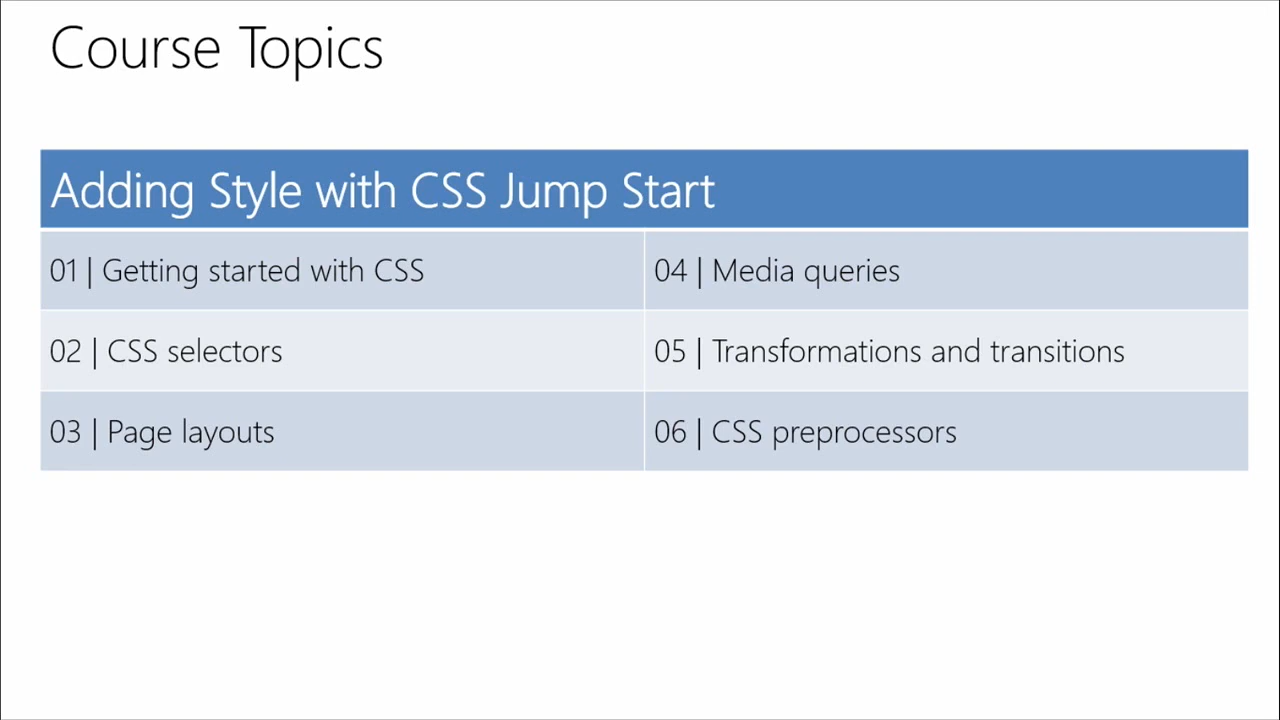 Course Topics
Adding Style with CSS Jump Start
01 | Getting started with CSS
04 | Media queries
02 | CSS selectors
05 | Transformations and transitions
03 | Page layouts
06 | CSS preprocessors